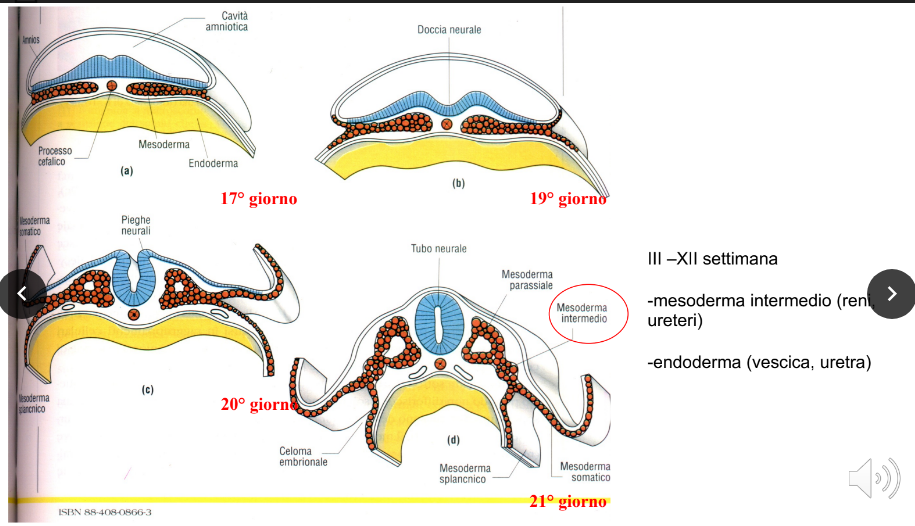 Cavità
amniotica
Amnios
Processo
cefalico
Mesoderma
Endoderma
(a)
17° giorno
Doccia neurale
(b)
19° giorno
Mesoderma
somatico
Pieghe
neurali
Mesoderma
splancnico
(c)
20° giorno
Tubo neurale
Mesoderma
parassiale
Mesoderma
intermedio
Celoma
embrionale
(d)
Mesoderma
splancnico
Mesoderma
somatico
21° giorno
ISBN 88-408-0866-3
III –XII settimana
-mesoderma intermedio (reni,
ureteri)
-endoderma (vescica, uretra)